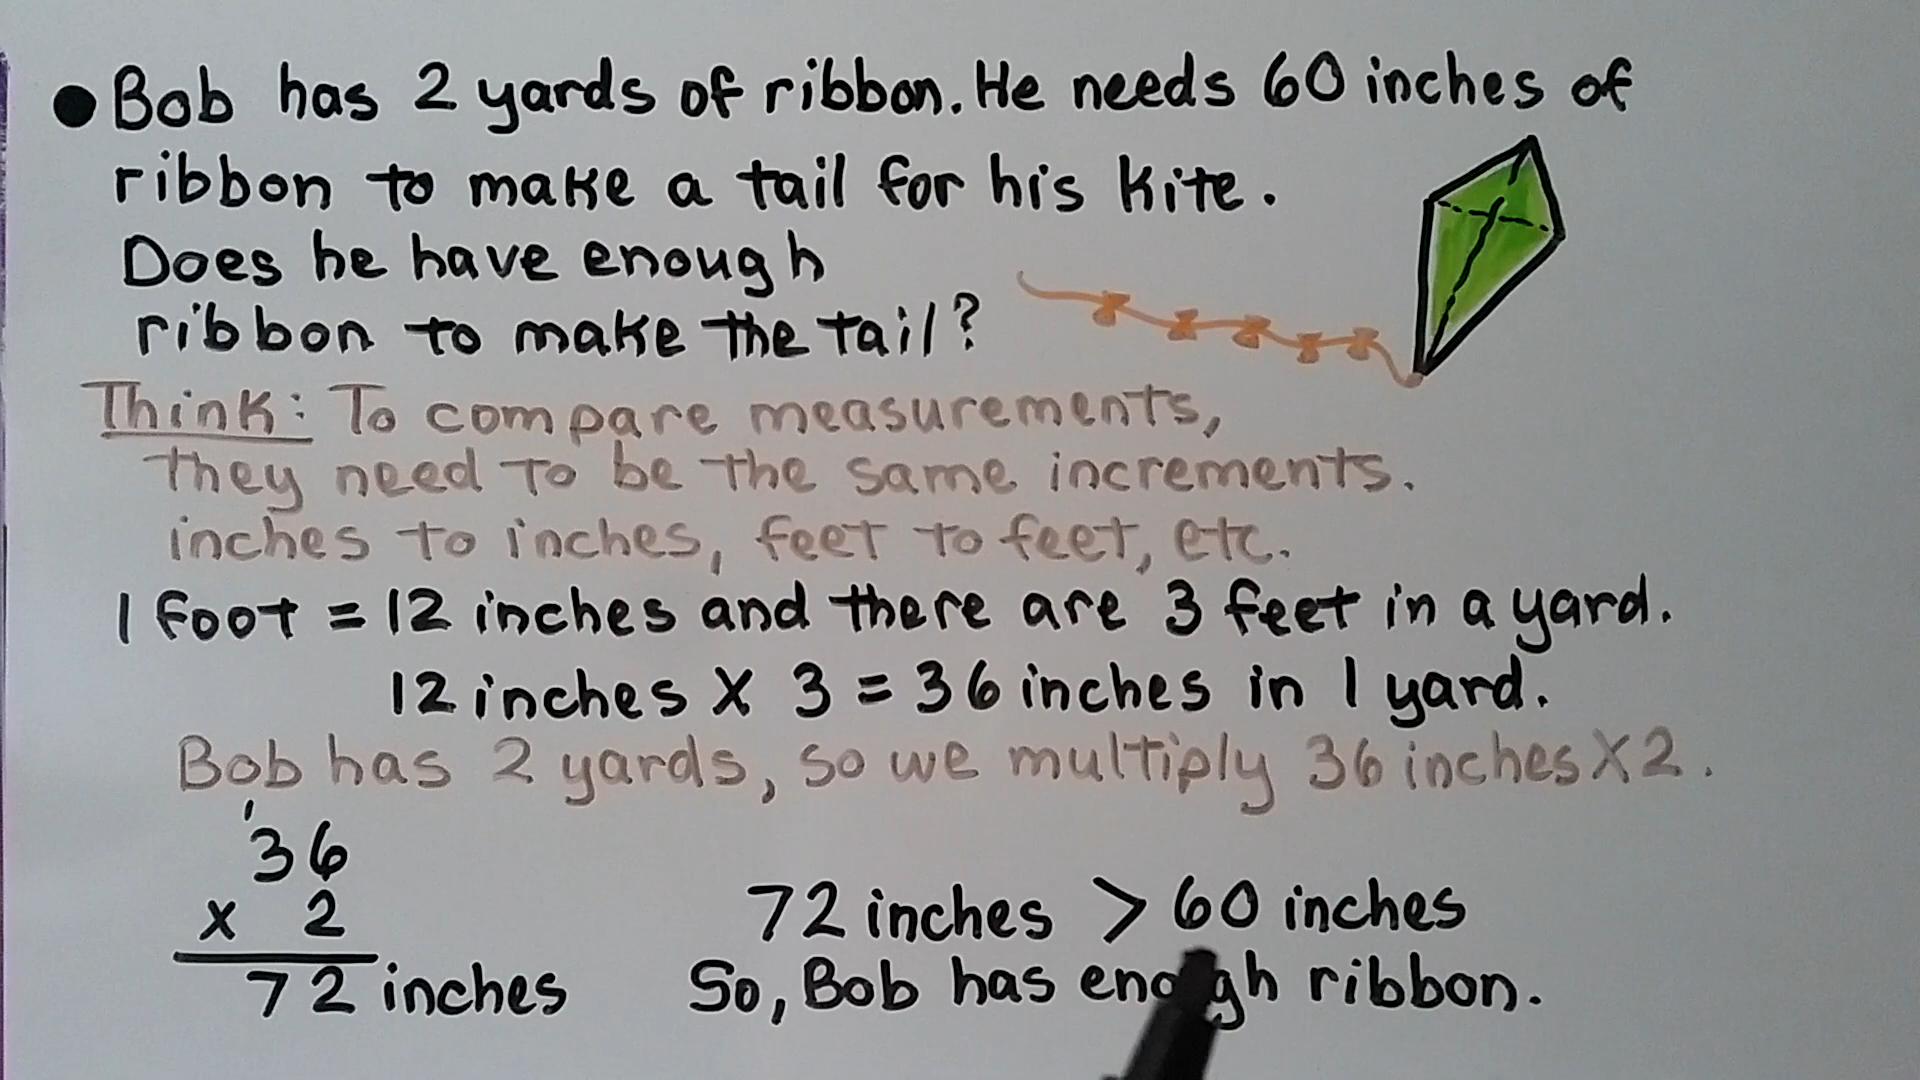 ● Bob has 2 yards of ribbon. He needs 60 inches of
ribbon to make a tail for his kite.
Does he have enough
ribbon to make the tail?
Think: To compare measurements,
they need to be the same increments.
inches to inches, feet to feet, etc.
1 foot = 12 inches and there are 3 feet in a yard.
12 inches X 3 = 36 inches in 1 yard.
Bob has 2 yards, so we multiply 36 inches X 2.
1
36
x 2
72 inches
72 inches > 60 inches
So, Bob has enough ribbon.